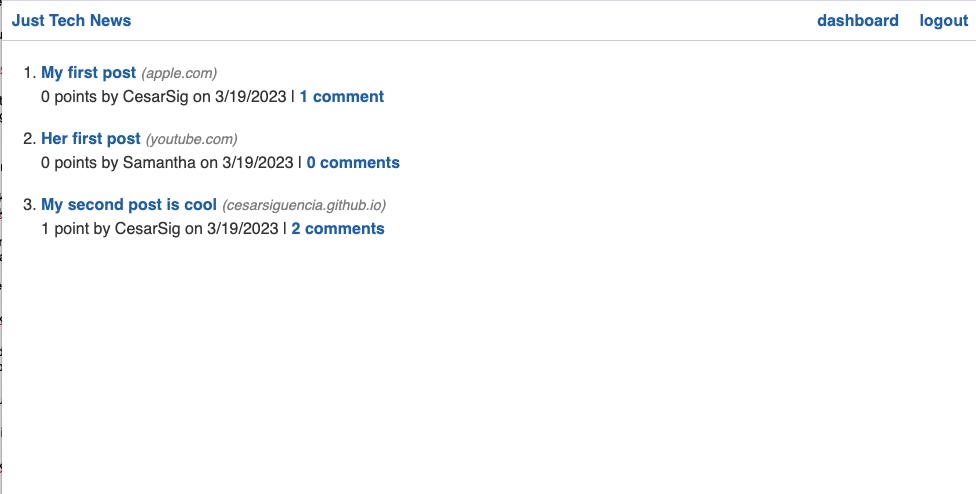 Just Tech News dashboard logout
1. My first post (apple.com)
0 points by CesarSig on 3/19/2023 | 1 comment
2. Her first post (youtube.com)
0 points by Samantha on 3/19/2023 | 0 comments
3. My second post is cool (cesarsiguencia.github.io)
1 point by CesarSig on 3/19/2023 | 2 comments